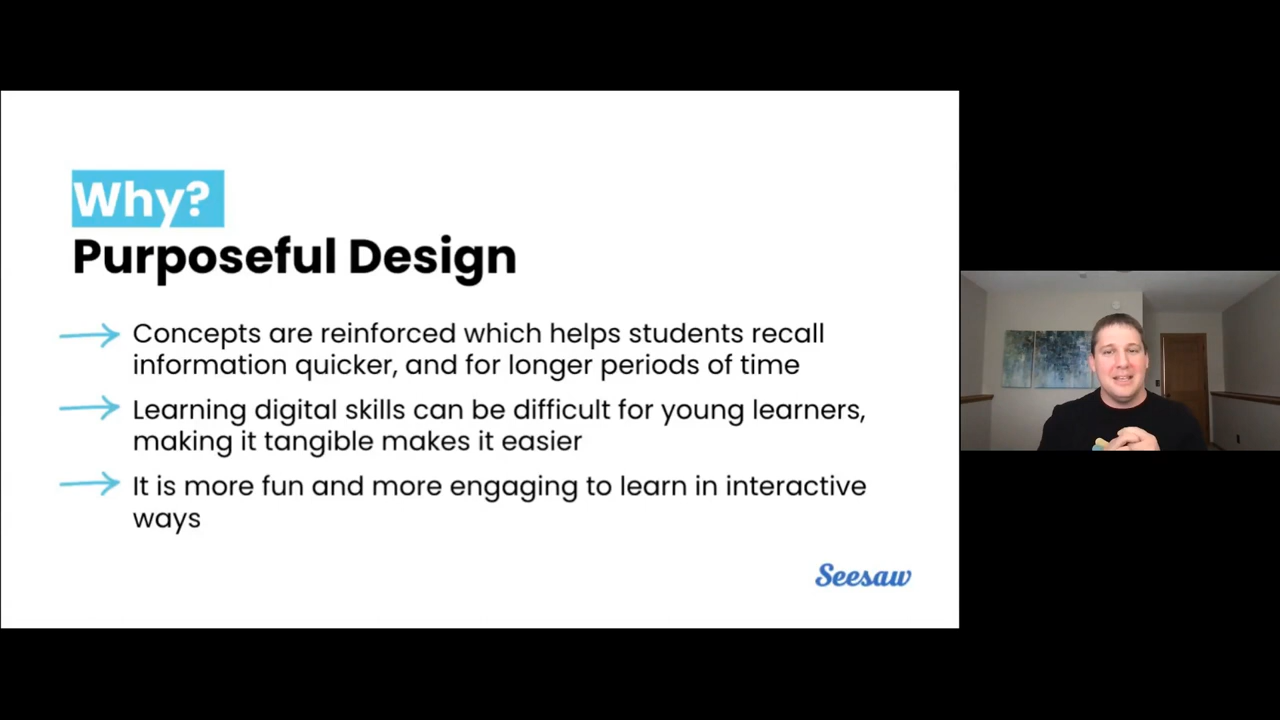 Why?
Purposeful Design
Concepts are reinforced which helps students recall
information quicker, and for longer periods of time
Learning digital skills can be difficult for young learners,
making it tangible makes it easier
It is more fun and more engaging to learn in interactive
ways
Seesaw